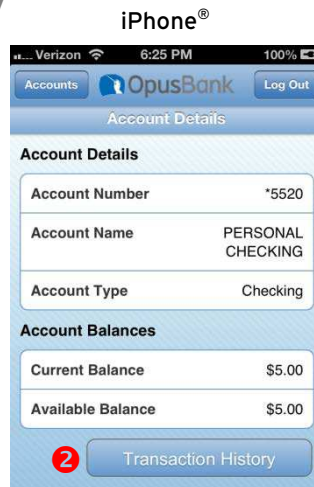 iPhone®
Verizon 6:25 PM 100%
Accounts OpusBank Log Out
Account Details
Account Details
Account Number *5520
Account Name PERSONAL
CHECKING
Account Type Checking
Account Balances
Current Balance $5.00
Available Balance $5.00
2 Transaction History